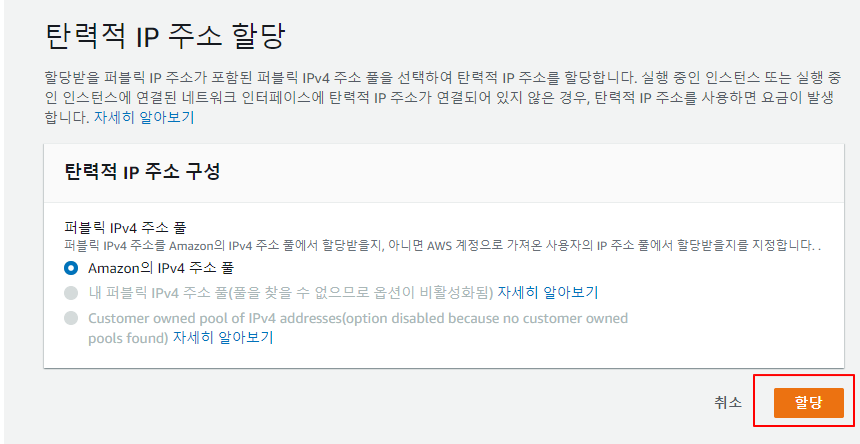 탄력적 IP 주소 할당
할당받을 퍼블릭 IP 주소가 포함된 퍼블릭 IPv4 주소 풀을 선택하여 탄력적 IP 주소를 할당합니다. 실행 중인 인스턴스 또는 실행 중
인 인스턴스에 연결된 네트워크 인터페이스에 탄력적 IP 주소가 연결되어 있지 않은 경우, 탄력적 IP 주소를 사용하면 요금이 발생
합니다. 자세히 알아보기
탄력적 IP 주소 구성
퍼블릭 IPv4 주소 풀
퍼블릭 IPv4 주소를 Amazon의 IPv4 주소 풀에서 할당받을지, 아니면 AWS 계정으로 가져온 사용자의 IP 주소 풀에서 할당받을지를 지정합니다. .
Amazon의 IPv4 주소 풀
내 퍼블릭 IPv4 주소 풀(풀을 찾을 수 없으므로 옵션이 비활성화됨) 자세히 알아보기
Customer owned pool of IPv4 addresses(option disabled because no customer owned
pools found) 자세히 알아보기
취소 할당